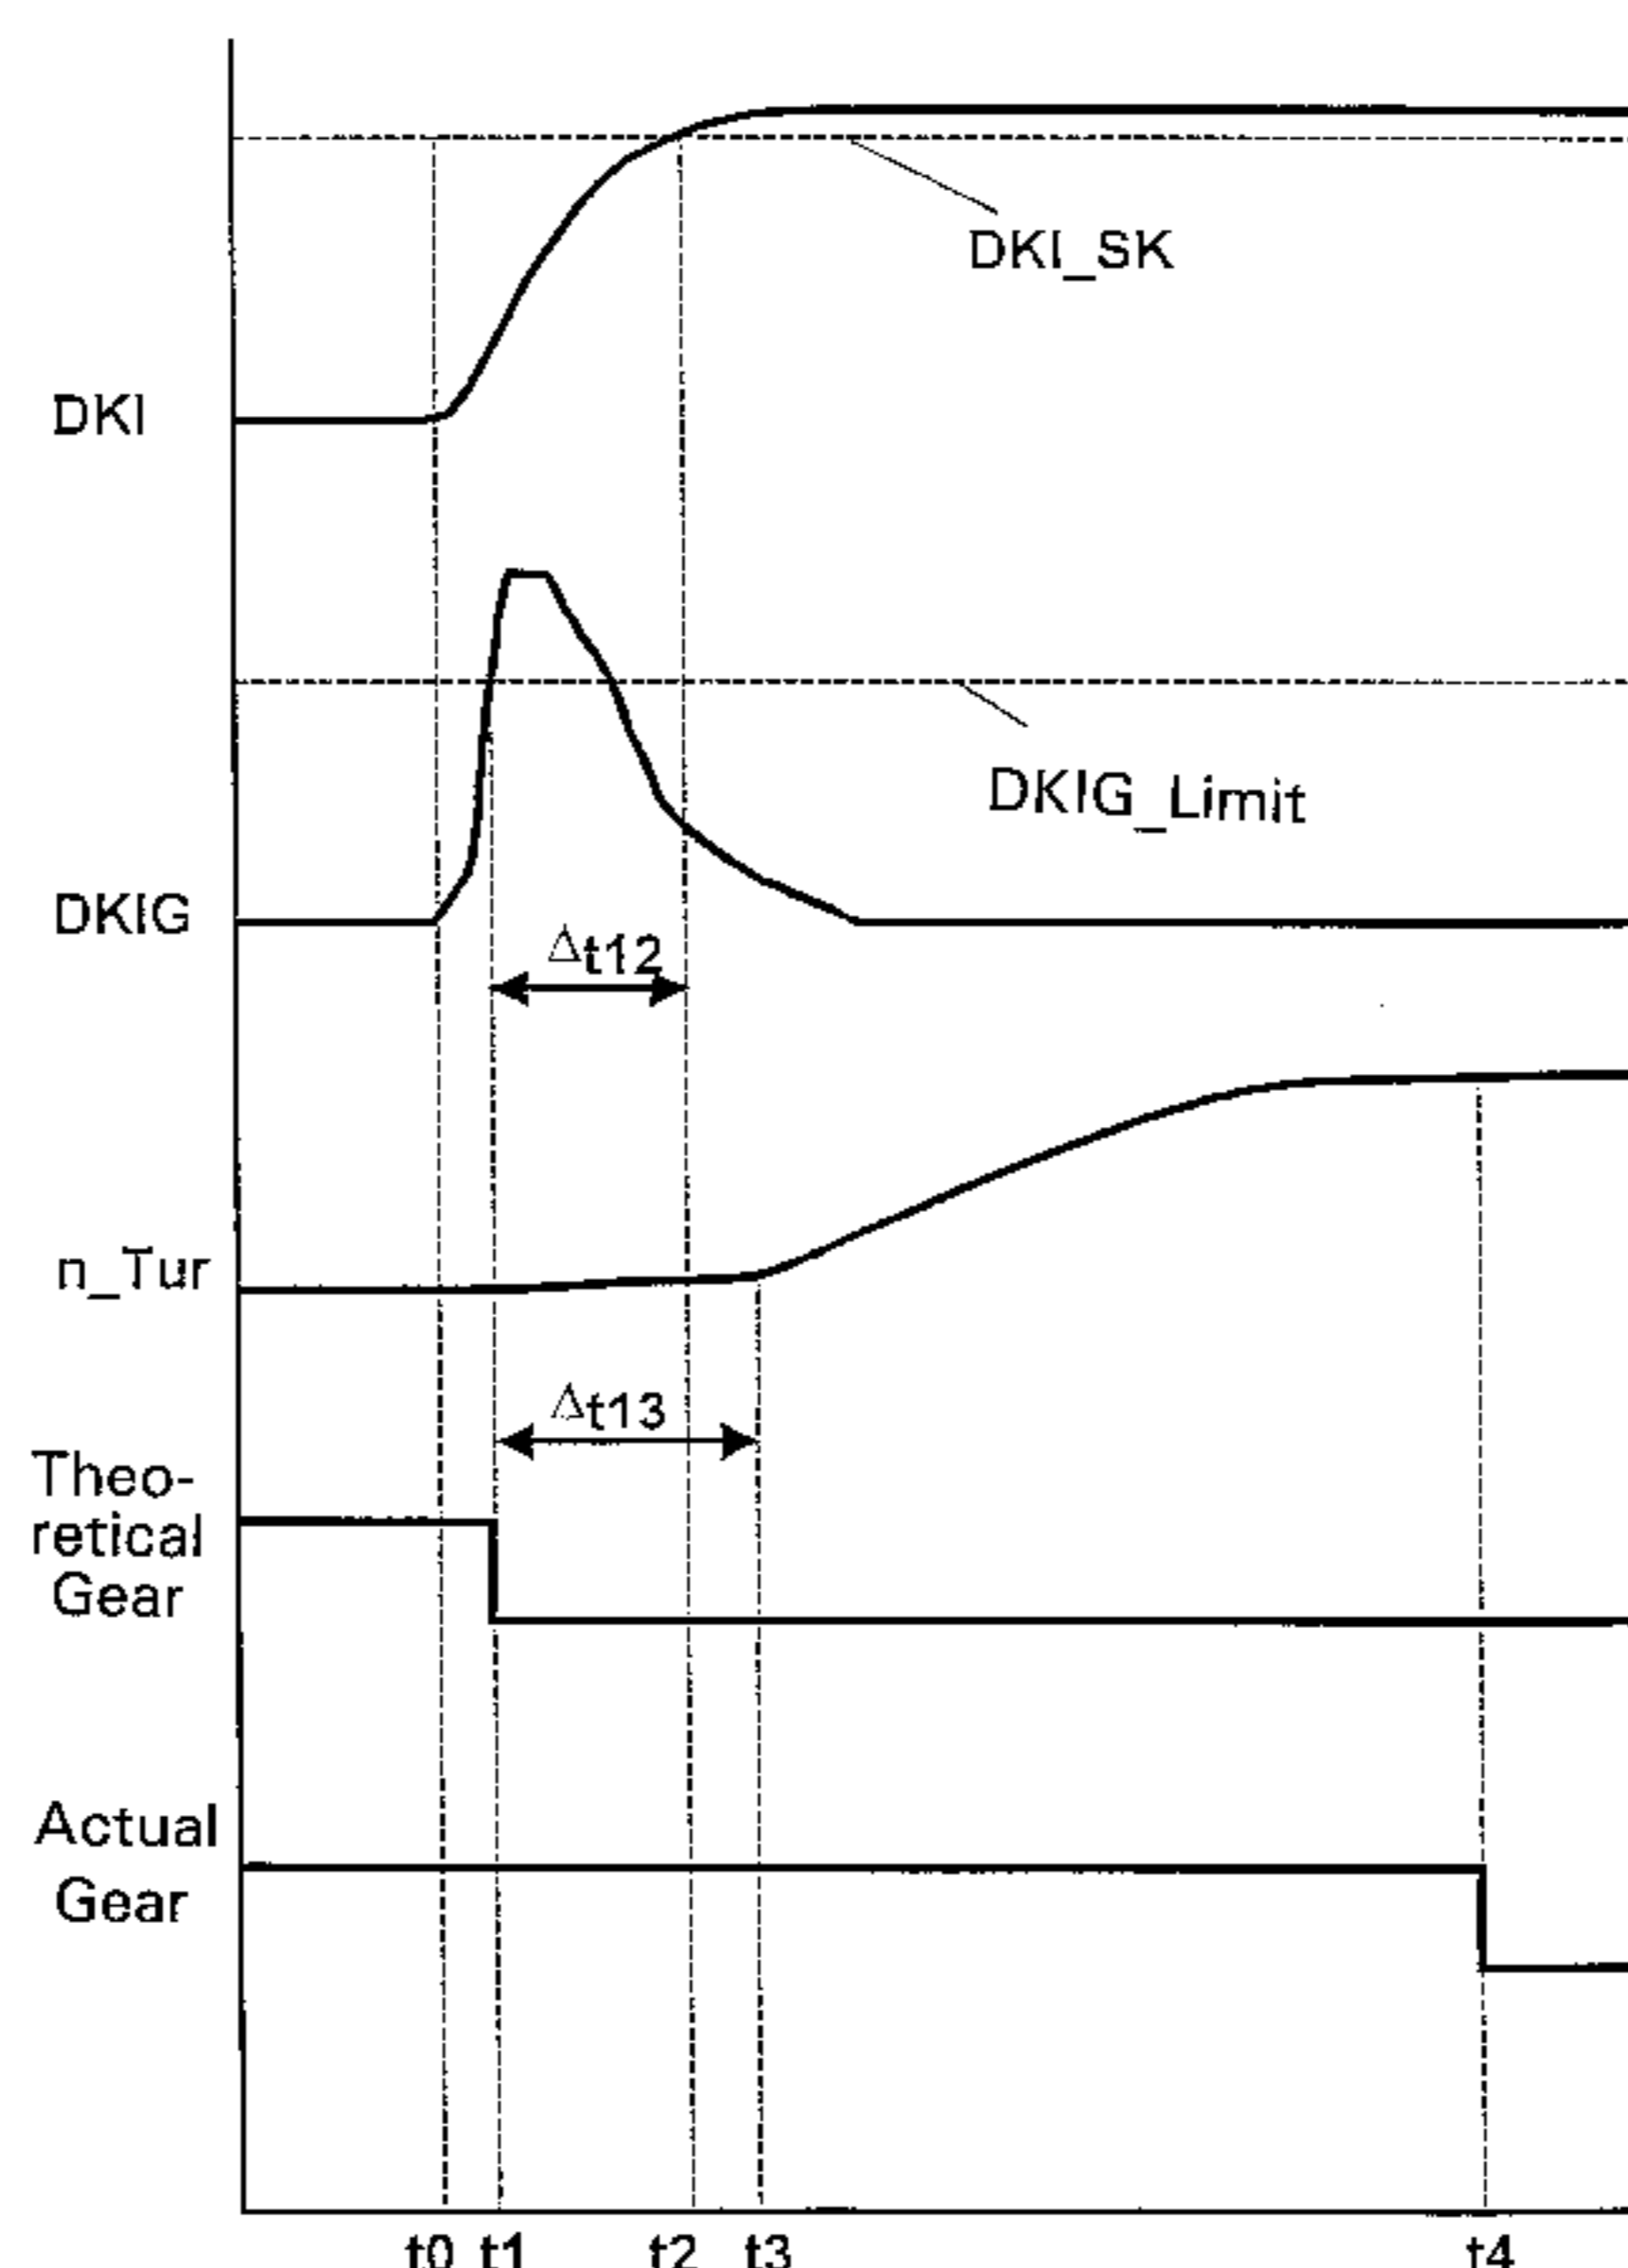 DKI_SK
DKI
DKIG_Limit
DKIG
Δt12
n_Tur
Δt13
Theo-
retical
Gear
Actual
Gear
t0 t1 t2 t3 t4